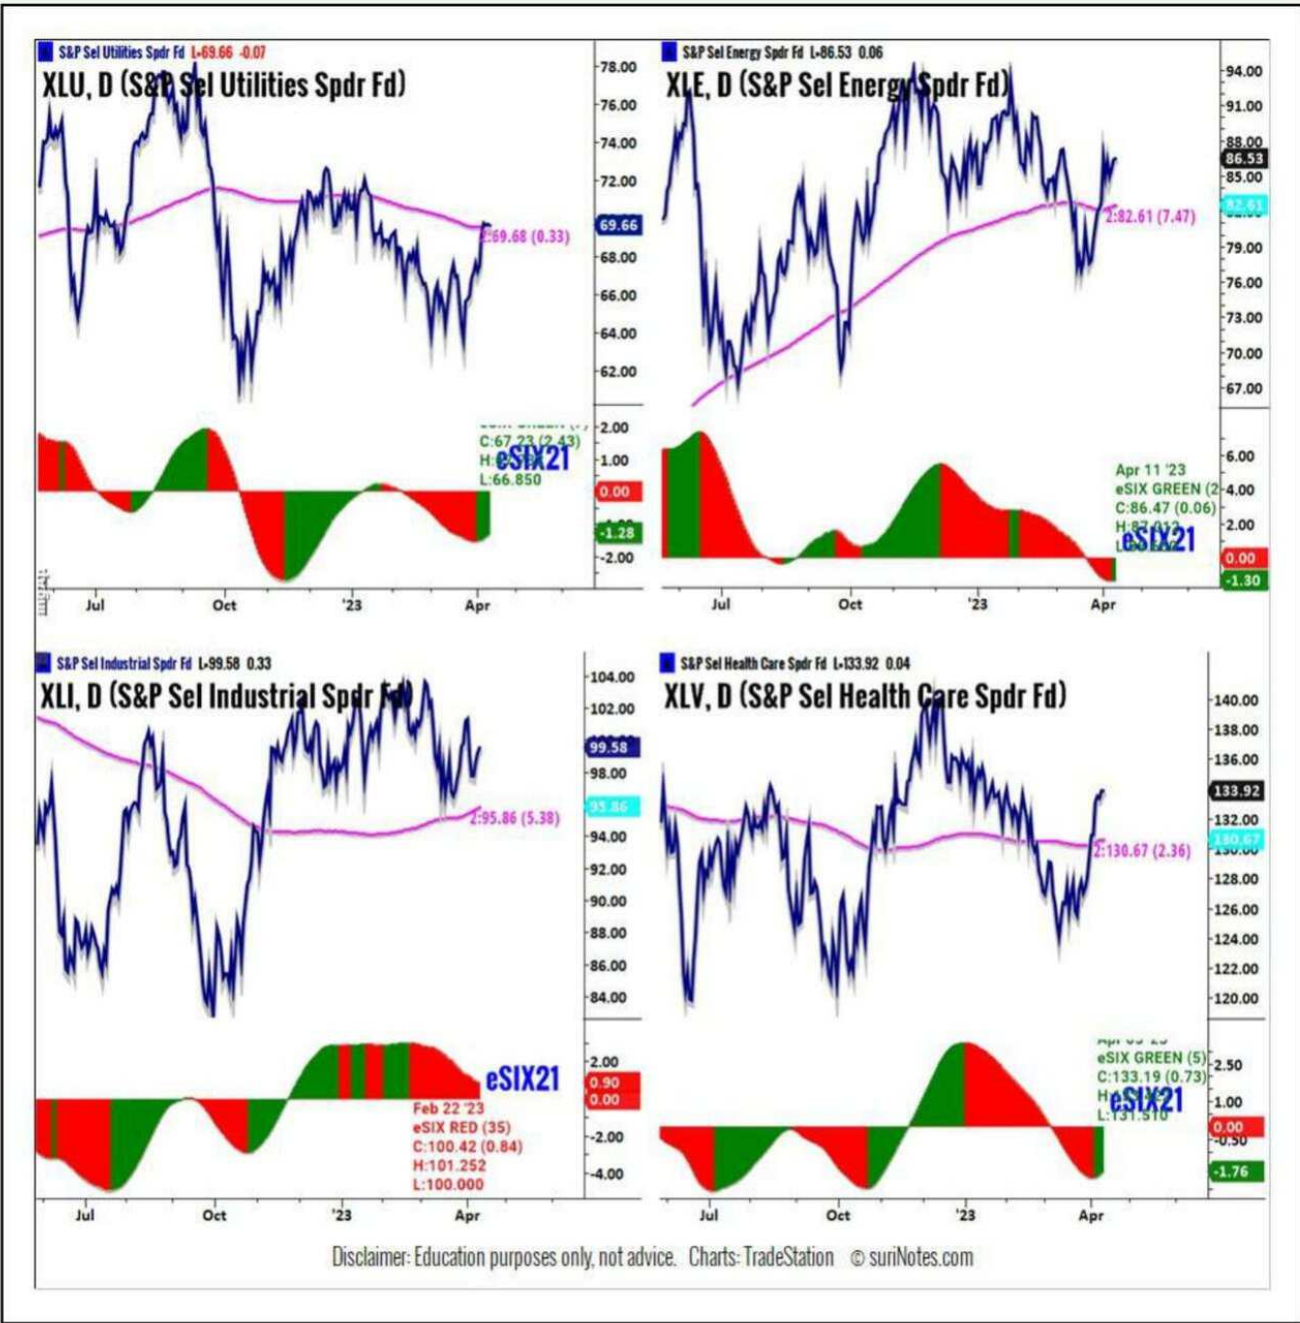 S&P Sel Utilities Spdr Fd L=69.66 -0.07
XLU, D (S&P Sel Utilities Spdr Fd)
78.00
76.00
74.00
72.00
69.66
2:69.68 (0.33)
68.00
66.00
64.00
62.00
2.00
C:67.23 (2.43)
eSIX21
1.00
L:66.850
0.00
-1.28
-2.00
Jul Oct '23 Apr
S&P Sel Energy Spdr Fd L=86.53 0.06
XLE, D (S&P Sel Energy Spdr Fd)
94.00
91.00
88.00
86.53
85.00
82.61
2:82.61 (7.47)
79.00
76.00
73.00
70.00
67.00
6.00
Apr 11 '23
eSIX GREEN (2
4.00
C:86.47 (0.06)
2.00
eSIX21
0.00
-1.30
Jul Oct '23 Apr
S&P Sel Industrial Spdr Fd L=99.58 0.33
XLI, D (S&P Sel Industrial Spdr Fd)
104.00
102.00
99.58
98.00
95.86
2:95.86 (5.38)
94.00
92.00
90.00
88.00
86.00
84.00
2.00
eSIX21
0.90
0.00
Feb 22 '23
eSIX RED (35)
-2.00
C:100.42 (0.84)
H:101.252
-4.00
L:100.000
Jul Oct '23 Apr
S&P Sel Health Care Spdr Fd L=133.92 0.04
XLV, D (S&P Sel Health Care Spdr Fd)
140.00
138.00
136.00
133.92
132.00
130.67
130.00
2:130.67 (2.36)
128.00
126.00
124.00
122.00
120.00
eSIX GREEN (5)
2.50
C:133.19 (0.73)
eSIX21
1.00
L:131.510
0.00
-0.50
-1.76
Jul Oct '23 Apr
Disclaimer: Education purposes only, not advice. Charts: TradeStation © suriNotes.com